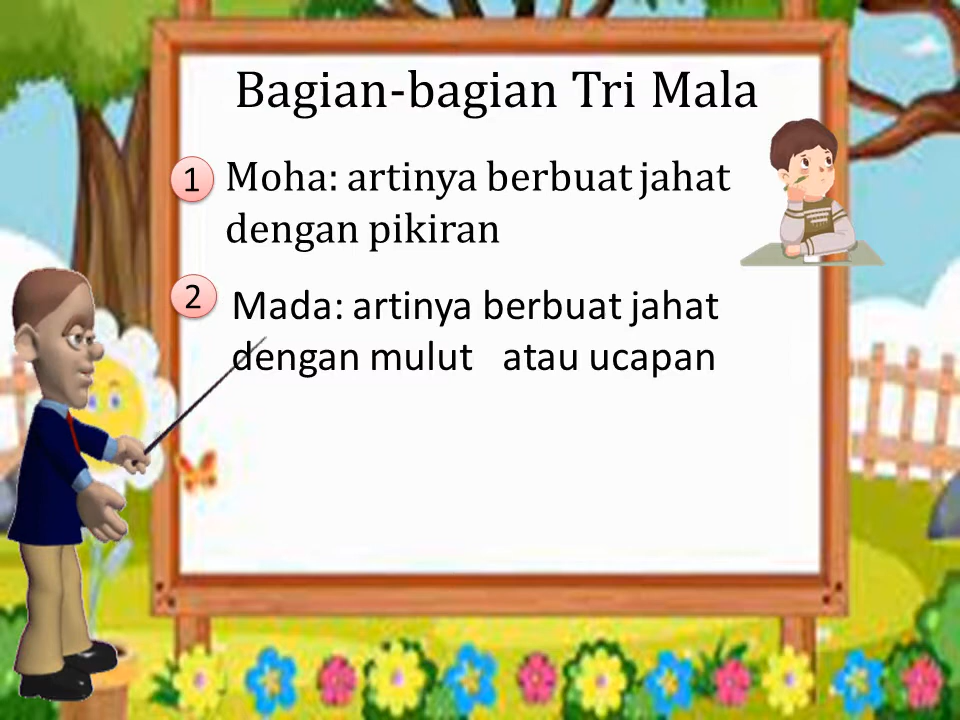 Bagian-bagian Tri Mala
1 Moha: artinya berbuat jahat
dengan pikiran
2 Mada: artinya berbuat jahat
dengan mulut atau ucapan